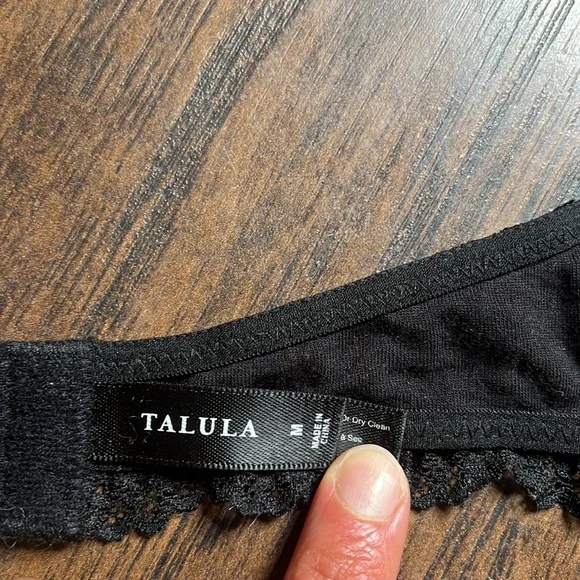 TALULA
M
MADE IN
CHINA
Or Dry Clean
& Sec